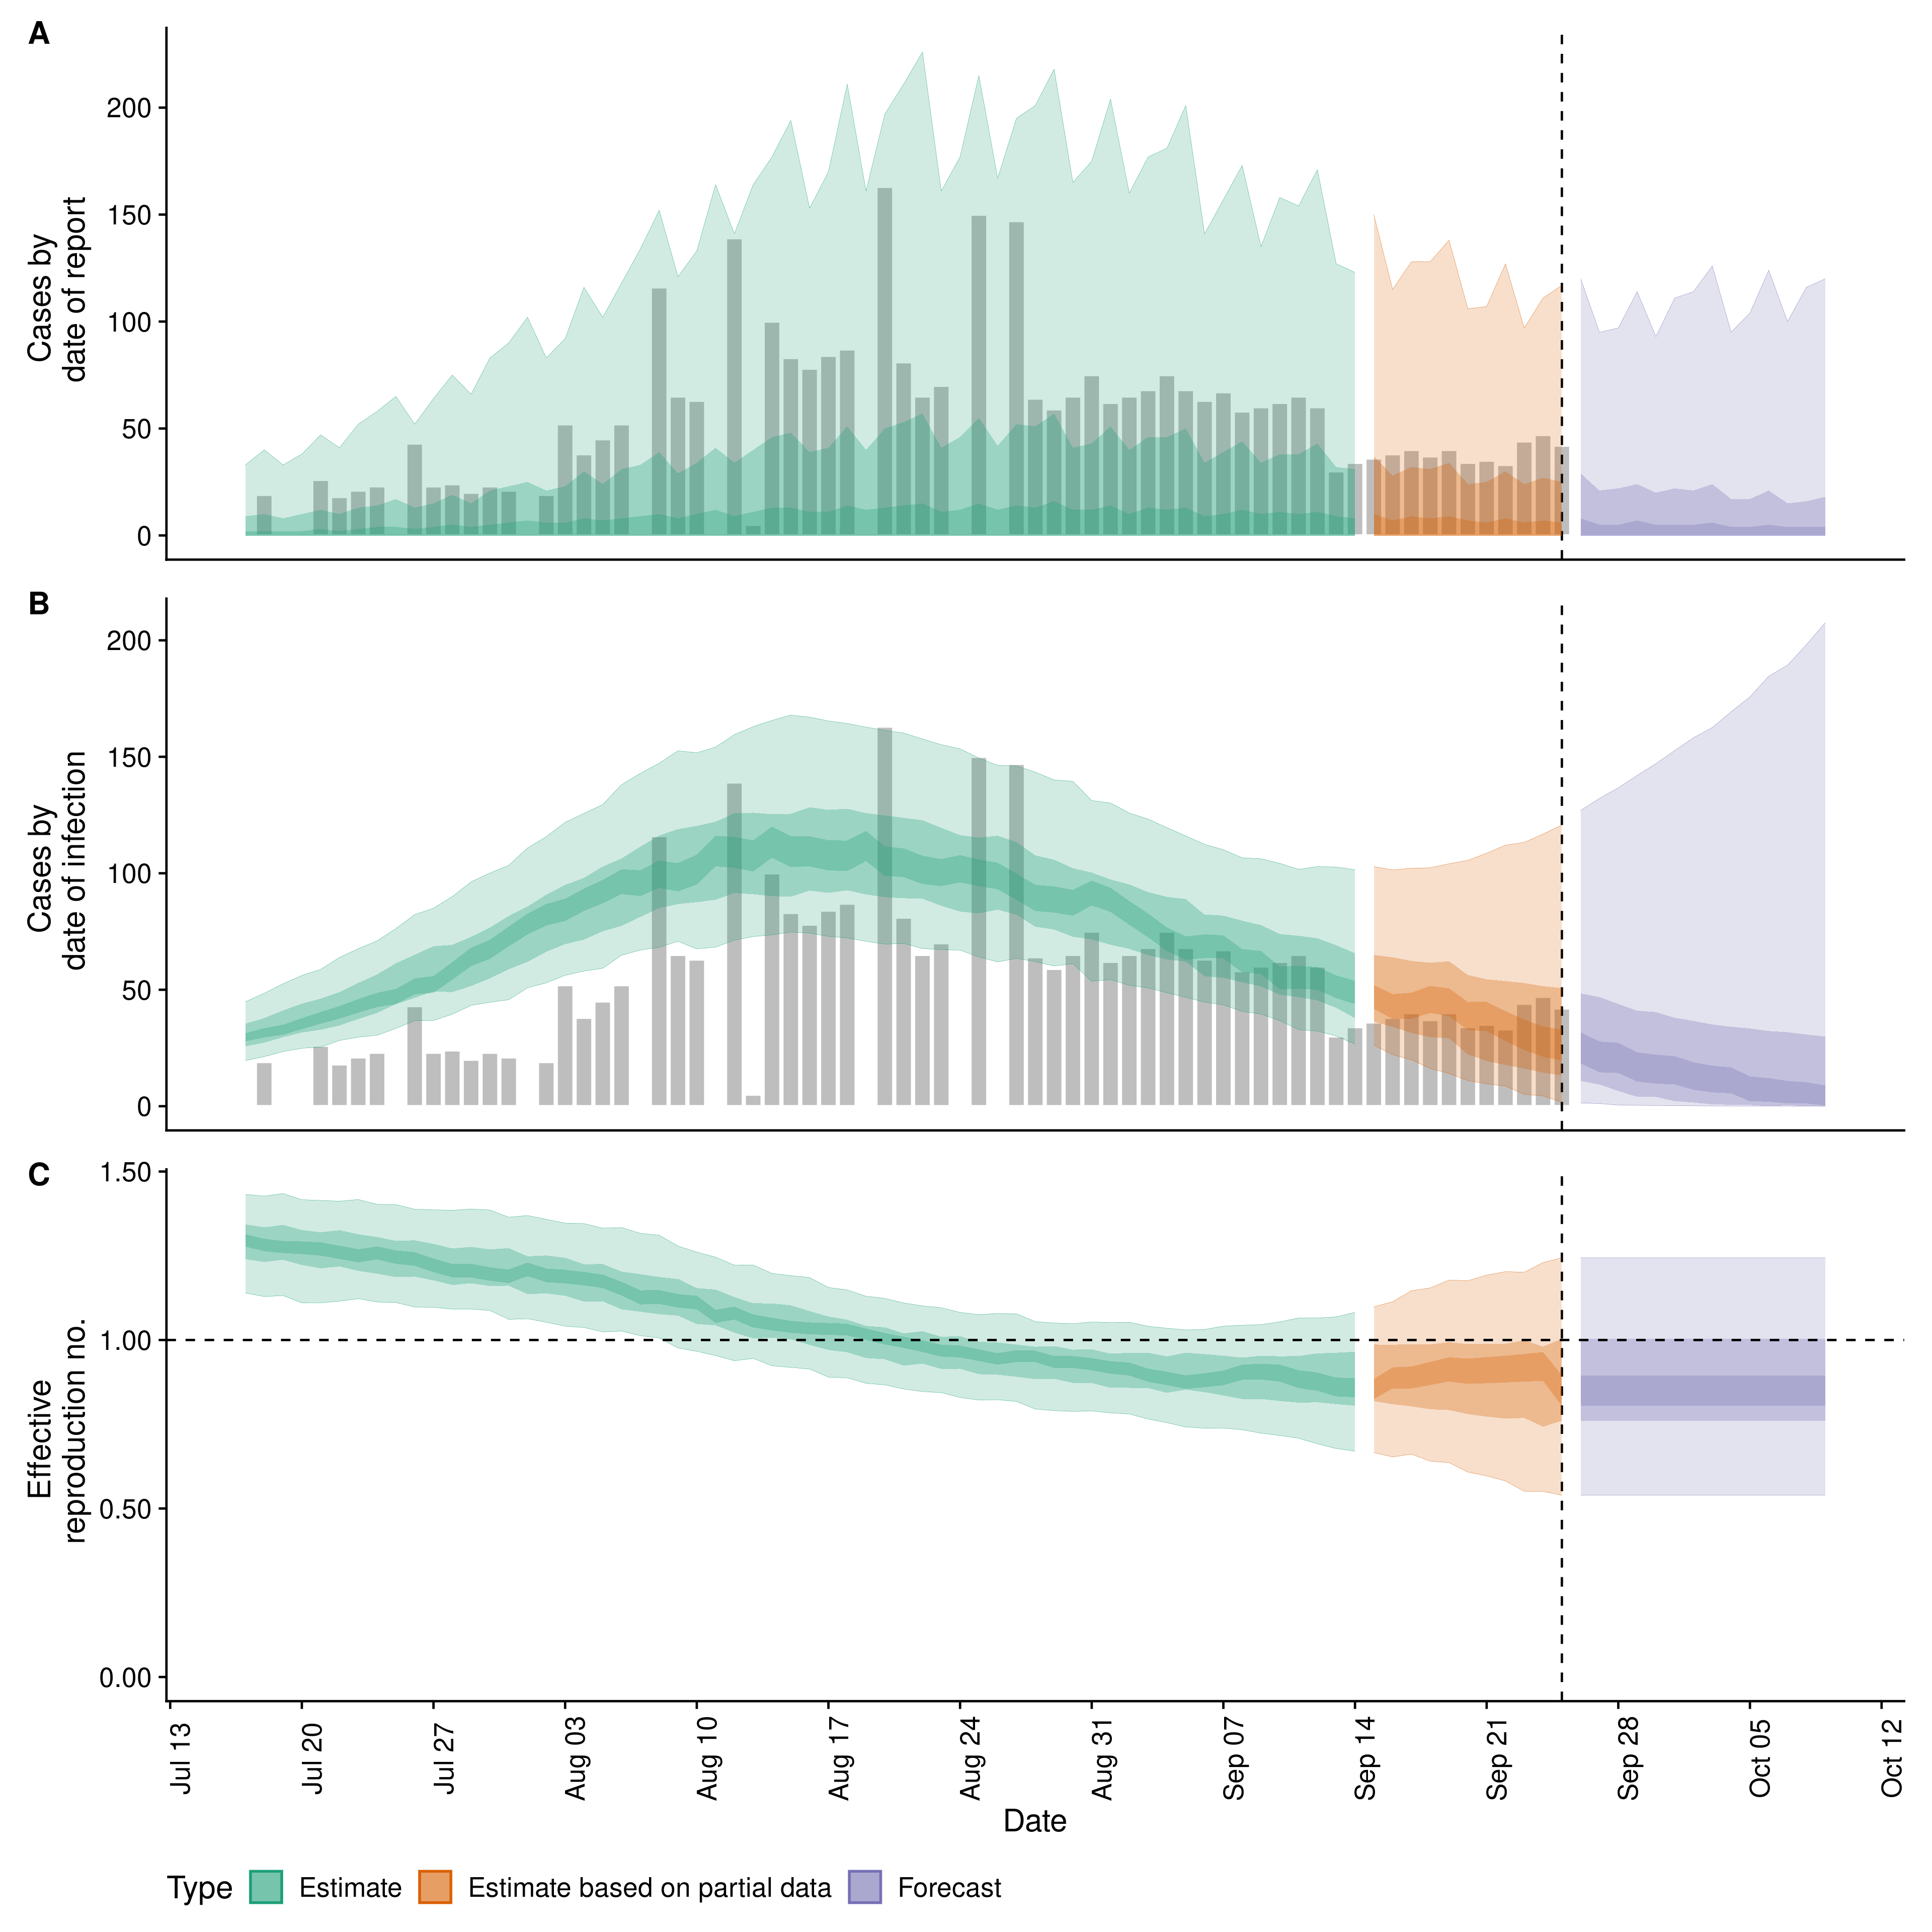 A
Cases by
date of report
200
150
100
50
0
B
Cases by
date of infection
200
150
100
50
0
C
Effective
reproduction no.
1.50
1.00
0.50
0.00
Jul 13
Jul 20
Jul 27
Aug 03
Aug 10
Aug 17
Aug 24
Aug 31
Sep 07
Sep 14
Sep 21
Sep 28
Oct 05
Oct 12
Date
Type Estimate Estimate based on partial data Forecast